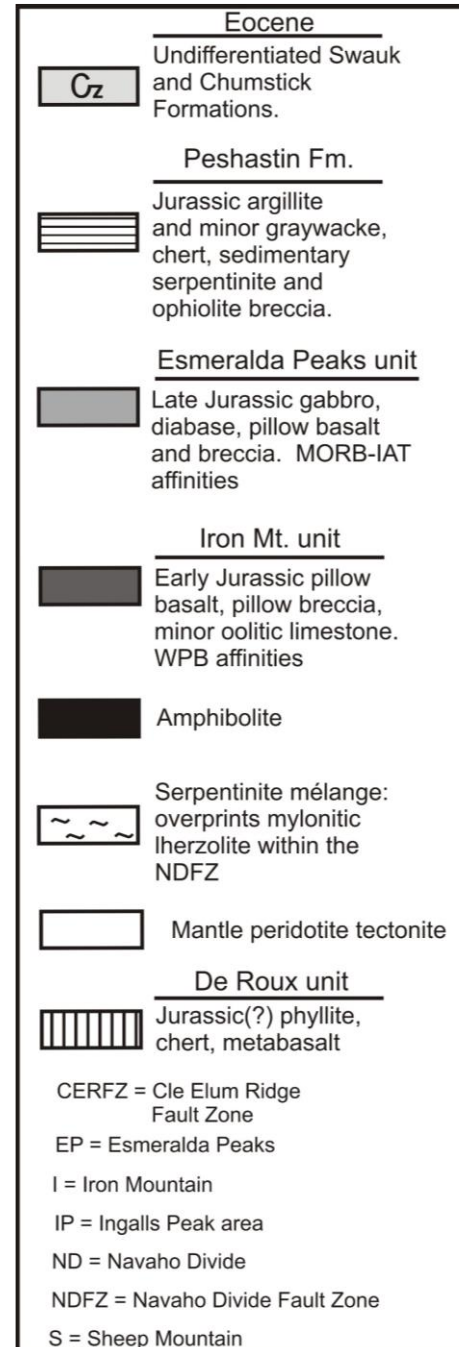 Eocene
Undifferentiated Swauk
and Chumstick
Formations.
Cz
Peshastin Fm.
Jurassic argillite
and minor graywacke,
chert, sedimentary
serpentinite and
ophiolite breccia.
Esmeralda Peaks unit
Late Jurassic gabbro,
diabase, pillow basalt
and breccia. MORB-IAT
affinities
Iron Mt. unit
Early Jurassic pillow
basalt, pillow breccia,
minor oolitic limestone.
WPB affinities
Amphibolite
Serpentinite mélange:
overprints mylonitic
lherzolite within the
NDFZ
Mantle peridotite tectonite
De Roux unit
Jurassic(?) phyllite,
chert, metabasalt
CERFZ = Cle Elum Ridge
Fault Zone
EP = Esmeralda Peaks
I = Iron Mountain
IP = Ingalls Peak area
ND = Navaho Divide
NDFZ = Navaho Divide Fault Zone
S = Sheep Mountain